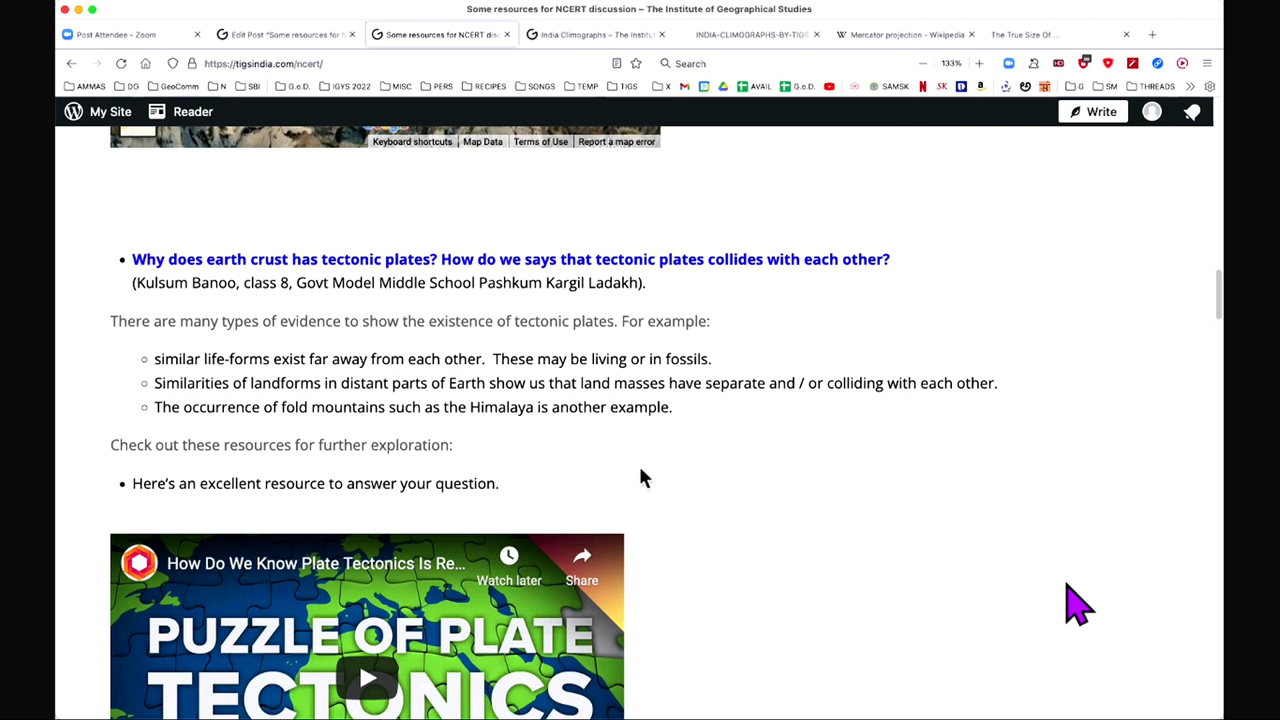 Some resources for NCERT discussion – The Institute of Geographical Studies
Post Attendee - Zoom
Edit Post "Some resources for N
Some resources for NCERT disc
India Climographs – The Institut
INDIA-CLIMOGRAPHS-BY-TIGS
Mercator projection - Wikipedia
The True Size Of ...
https://tigsindia.com/ncert/
Search
133%
AMMAS
DG
GeoComm
N
SBI
G.o.D.
IGYS 2022
MISC
PERS
RECIPES
SONGS
TEMP
TIGS
X
AVAIL
G.o.D
SAMSK
G
SM
THREADS
My Site
Reader
Write
Keyboard shortcuts
Map Data
Terms of Use
Report a map error
Why does earth crust has tectonic plates? How do we says that tectonic plates collides with each other?
(Kulsum Banoo, class 8, Govt Model Middle School Pashkum Kargil Ladakh).
There are many types of evidence to show the existence of tectonic plates. For example:
similar life-forms exist far away from each other. These may be living or in fossils.
Similarities of landforms in distant parts of Earth show us that land masses have separate and / or colliding with each other.
The occurrence of fold mountains such as the Himalaya is another example.
Check out these resources for further exploration:
Here's an excellent resource to answer your question.
How Do We Know Plate Tectonics Is Re...
Watch later
Share
PUZZLE OF PLATE
TECTONICS